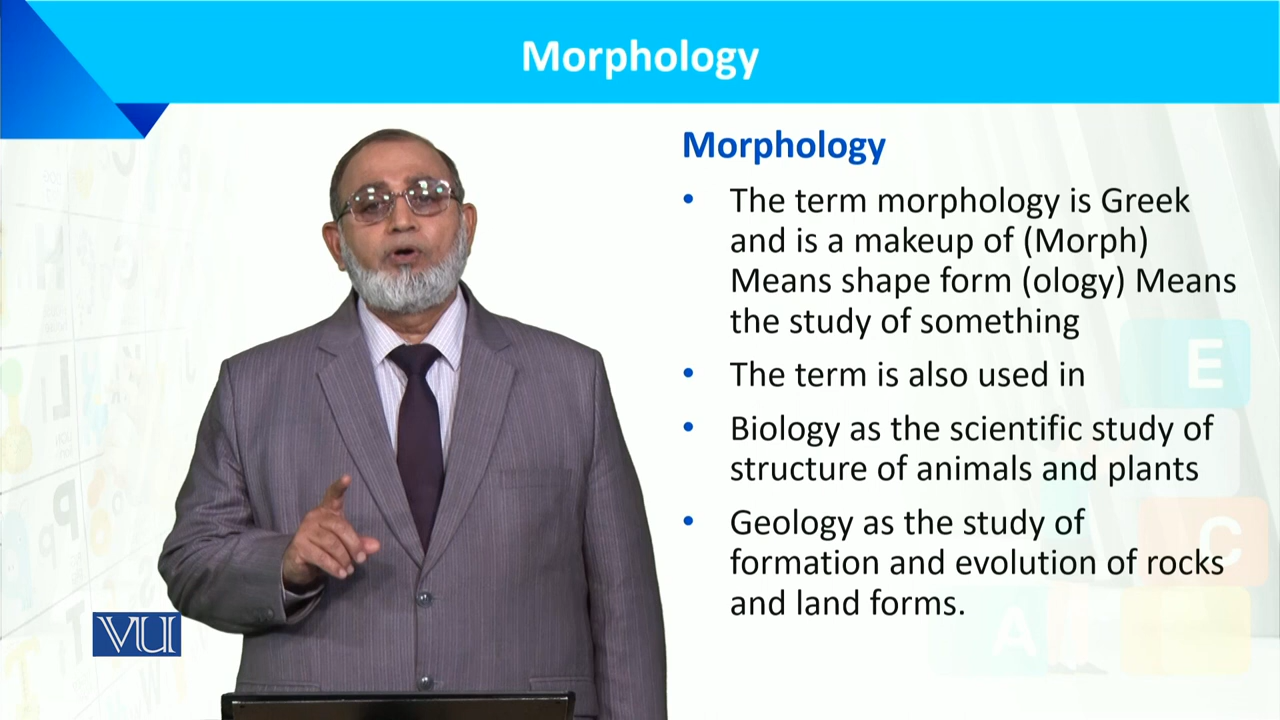 Morphology
Morphology
• The term morphology is Greek
and is a makeup of (Morph)
Means shape form (ology) Means
the study of something
• The term is also used in
• Biology as the scientific study of
structure of animals and plants
• Geology as the study of
formation and evolution of rocks
and land forms.
E
C
A
VU